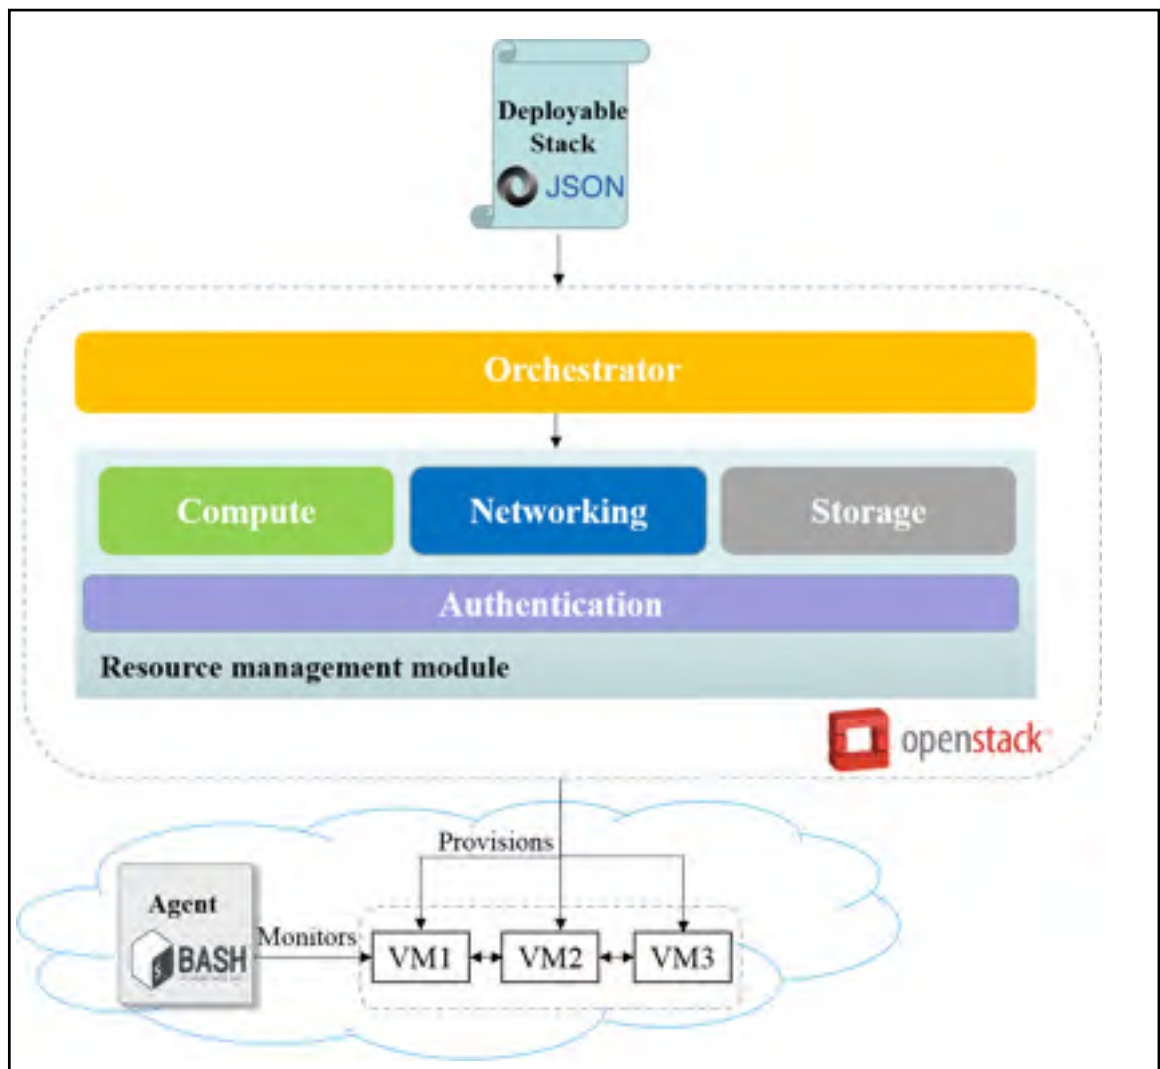 Deployable
Stack
JSON
Orchestrator
Compute
Networking
Storage
Authentication
Resource management module
openstack
Provisions
Agent
BASH
Monitors
VM1
VM2
VM3